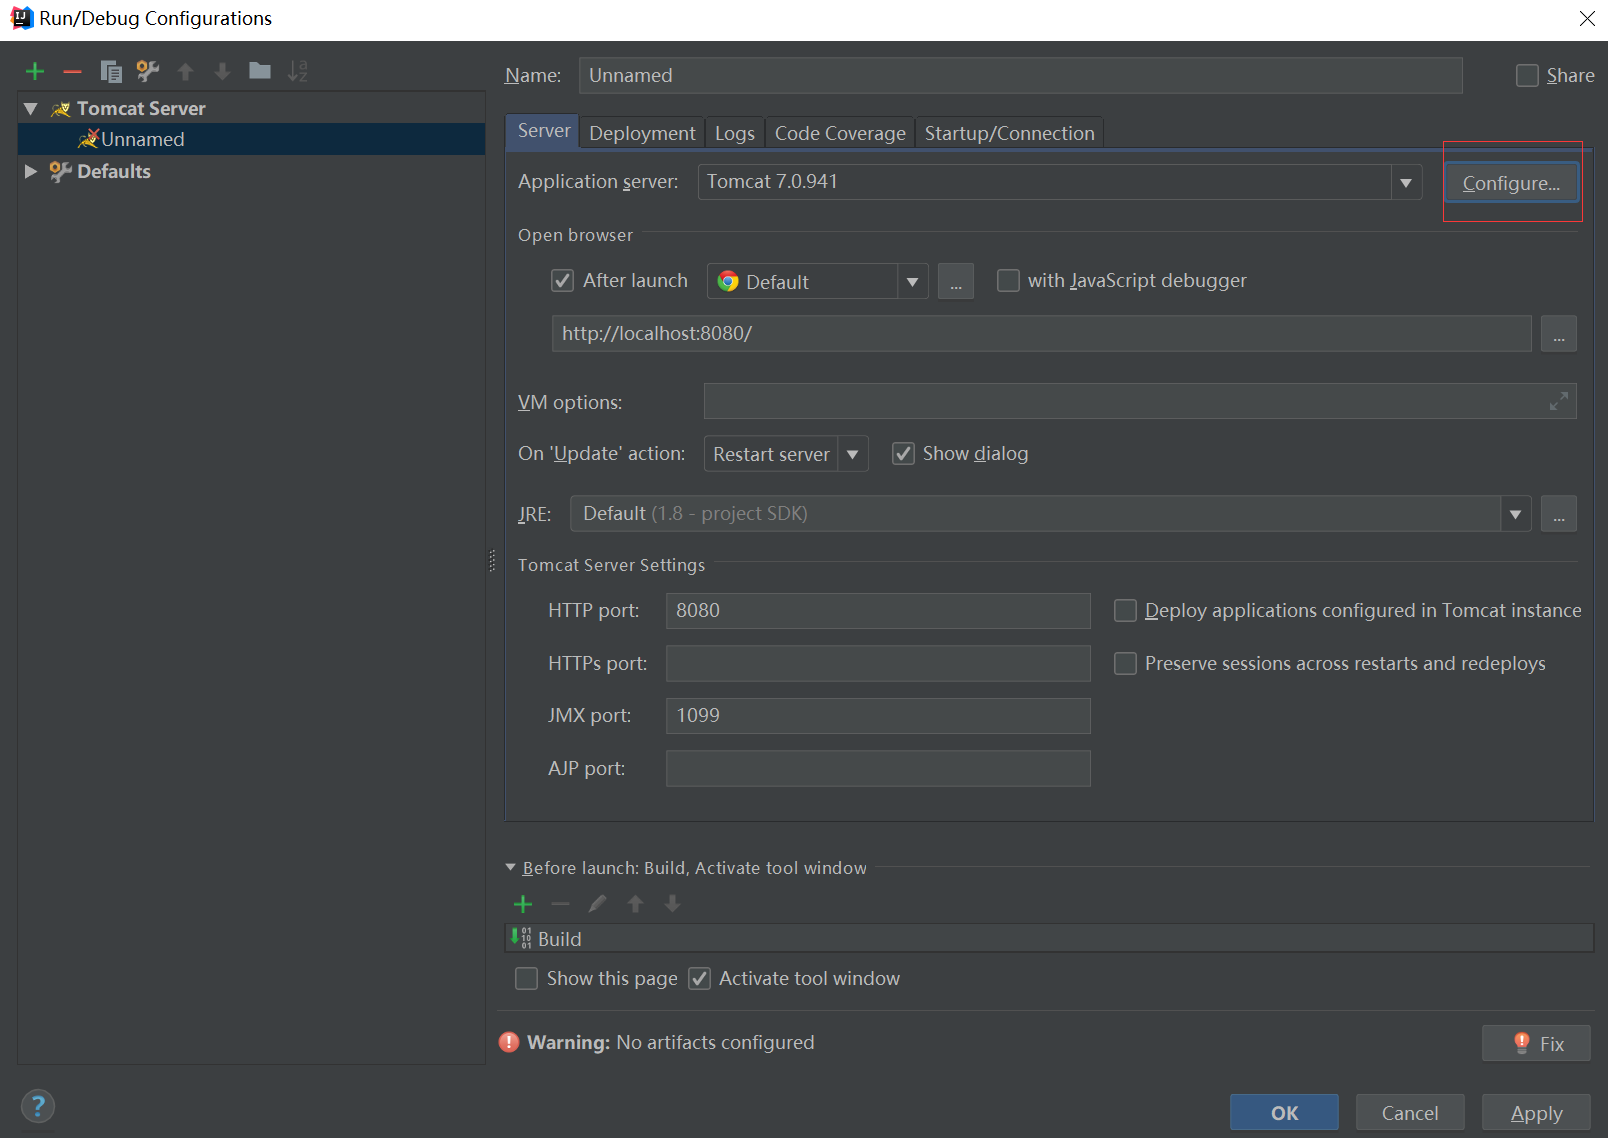 Run/Debug Configurations
Name: Unnamed Share
Tomcat Server
Unnamed
Defaults
Server Deployment Logs Code Coverage Startup/Connection
Application server: Tomcat 7.0.941 Configure...
Open browser
After launch Default ... with JavaScript debugger
http://localhost:8080/ ...
VM options:
On 'Update' action: Restart server Show dialog
JRE: Default (1.8 - project SDK) ...
Tomcat Server Settings
HTTP port: 8080 Deploy applications configured in Tomcat instance
HTTPs port: Preserve sessions across restarts and redeploys
JMX port: 1099
AJP port:
Before launch: Build, Activate tool window
Build
Show this page Activate tool window
Warning: No artifacts configured Fix
? OK Cancel Apply